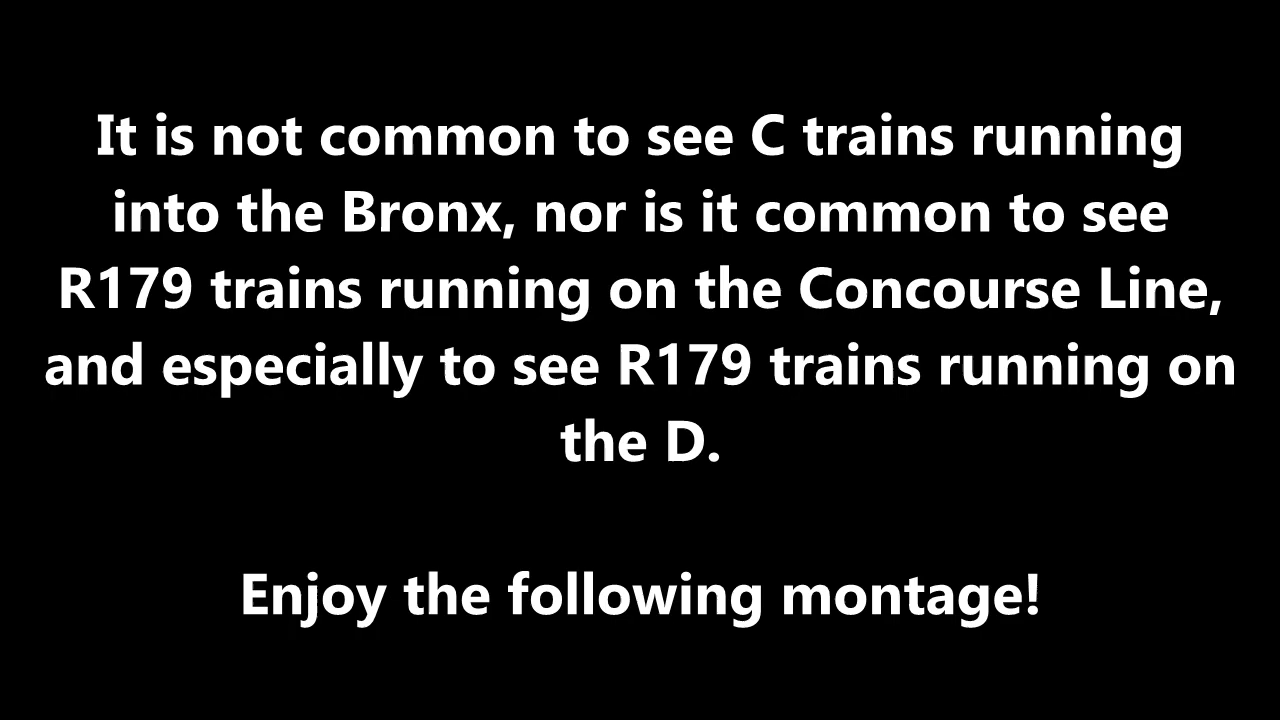 It is not common to see C trains running
into the Bronx, nor is it common to see
R179 trains running on the Concourse Line,
and especially to see R179 trains running on
the D.
Enjoy the following montage!